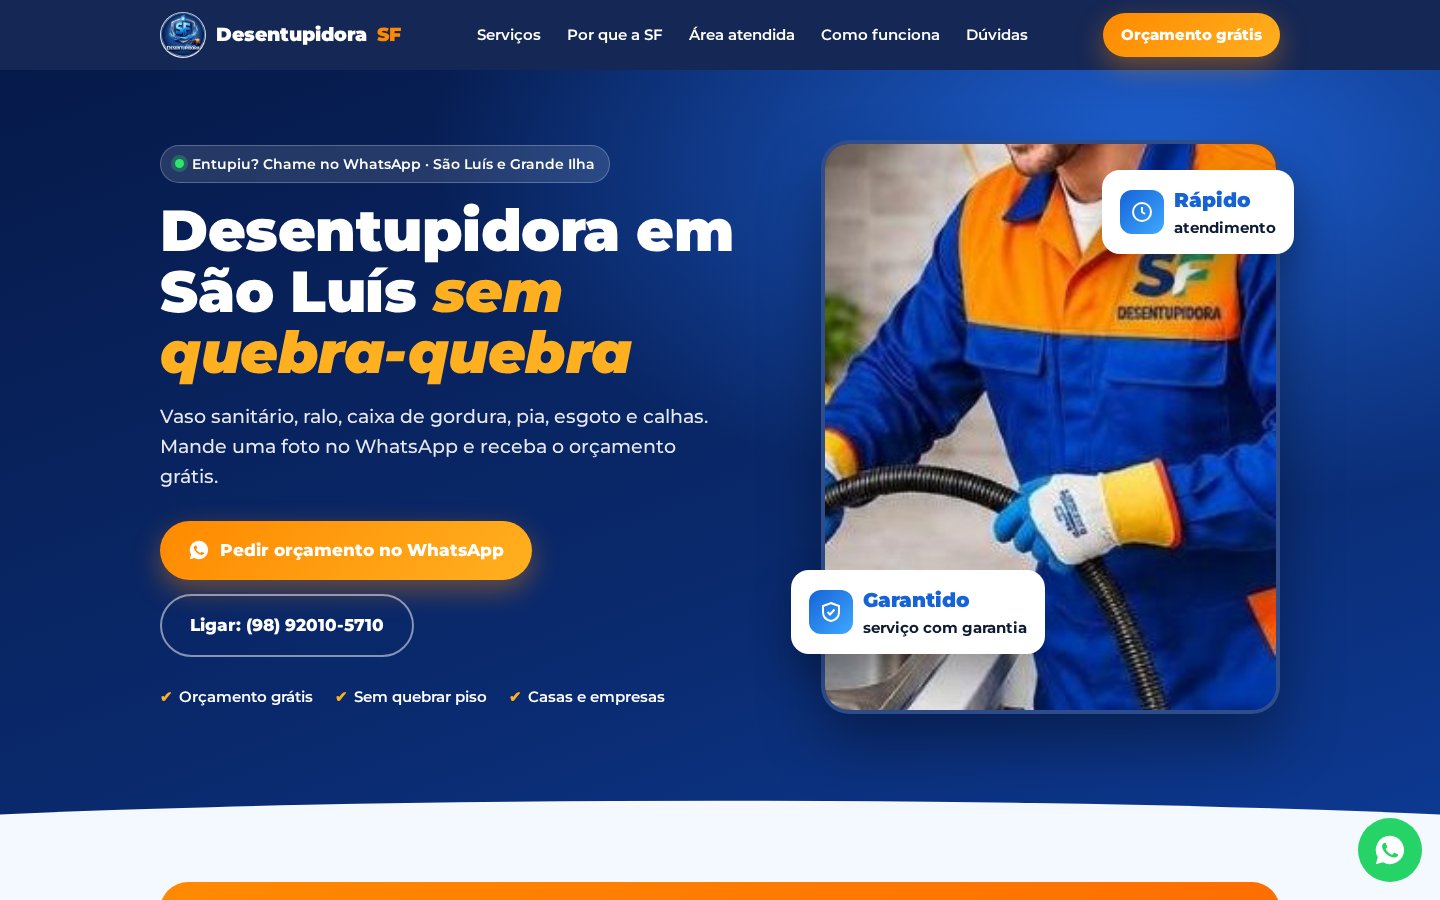 Desentupidora SF
Serviços
Por que a SF
Área atendida
Como funciona
Dúvidas
Orçamento grátis
Entupiu? Chame no WhatsApp · São Luís e Grande Ilha
Desentupidora em
São Luís sem
quebra-quebra
Vaso sanitário, ralo, caixa de gordura, pia, esgoto e calhas.
Mande uma foto no WhatsApp e receba o orçamento
grátis.
Pedir orçamento no WhatsApp
Ligar: (98) 92010-5710
✔ Orçamento grátis
✔ Sem quebrar piso
✔ Casas e empresas
Rápido
atendimento
SF
DESENTUPIDORA
Garantido
serviço com garantia